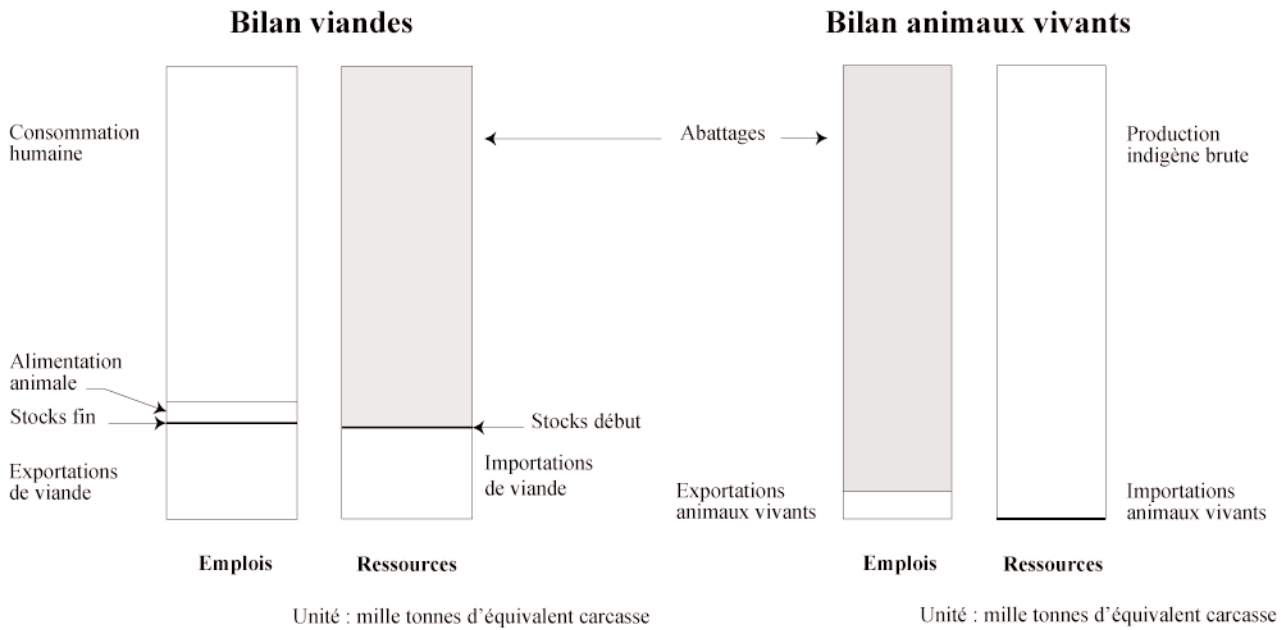 Bilan viandes
Bilan animaux vivants
Consommation
humaine
Abattages
Production
indigène brute
Alimentation
animale
Stocks fin
Stocks début
Exportations
de viande
Importations
de viande
Exportations
animaux vivants
Importations
animaux vivants
Emplois
Ressources
Emplois
Ressources
Unité : mille tonnes d’équivalent carcasse
Unité : mille tonnes d’équivalent carcasse